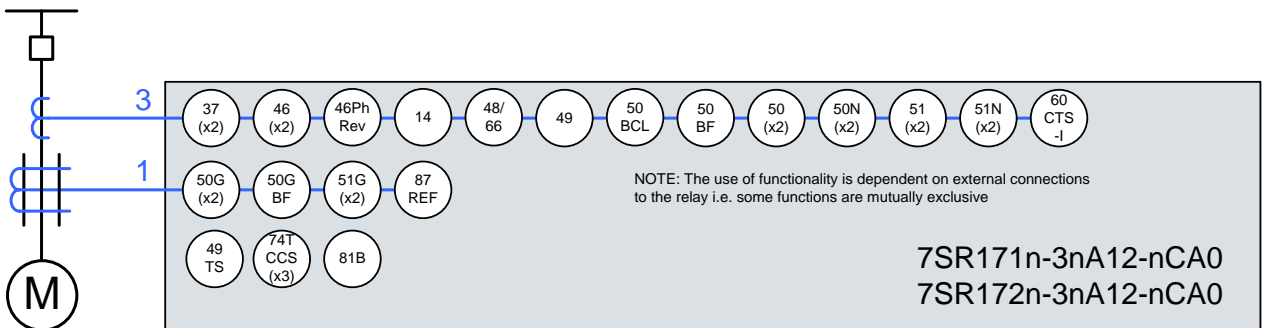 3
37
(x2)
46
(x2)
46Ph
Rev
14
48/
66
49
50
BCL
50
BF
50
(x2)
50N
(x2)
51
(x2)
51N
(x2)
60
CTS
-I
1
50G
(x2)
50G
BF
51G
(x2)
87
REF
NOTE: The use of functionality is dependent on external connections
to the relay i.e. some functions are mutually exclusive
49
TS
74T
CCS
(x3)
81B
7SR171n-3nA12-nCA0
7SR172n-3nA12-nCA0
M